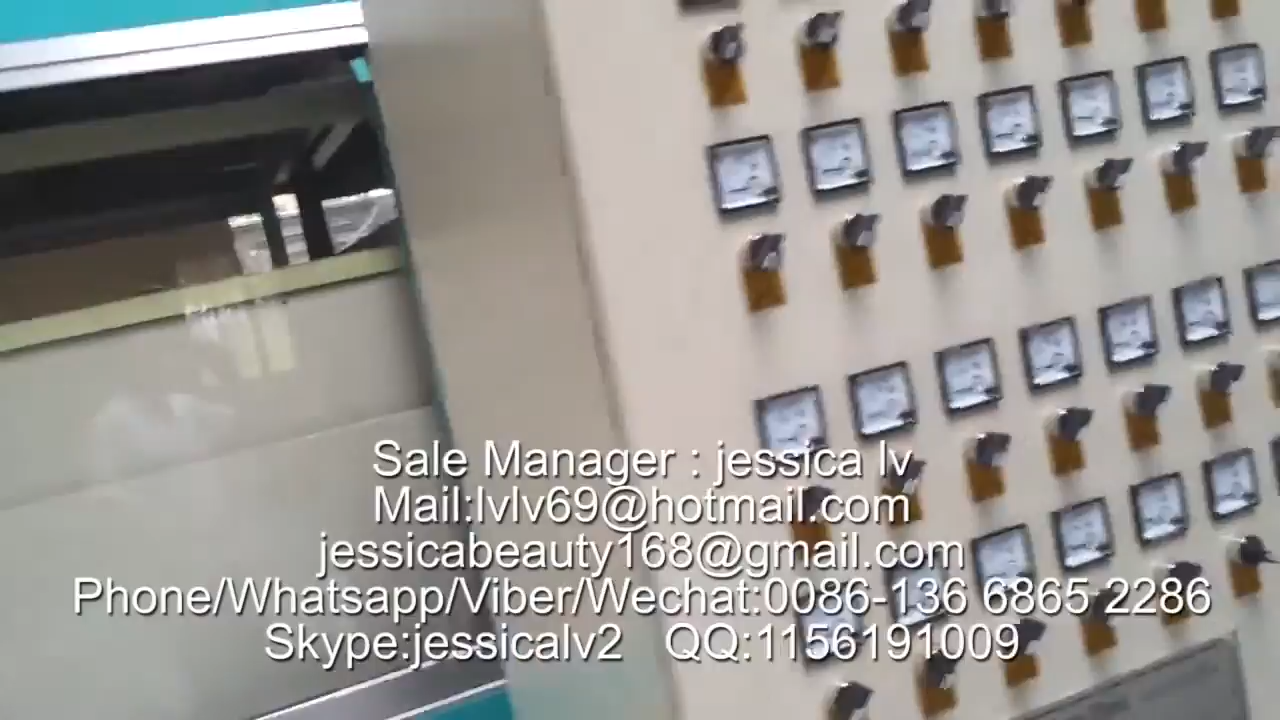 Sale Manager : jessica lv
Mail:lvlv69@hotmail.com
jessicabeauty168@gmail.com
Phone/Whatsapp/Viber/Wechat:0086-136 6865 2286
Skype:jessicalv2   QQ:1156191009